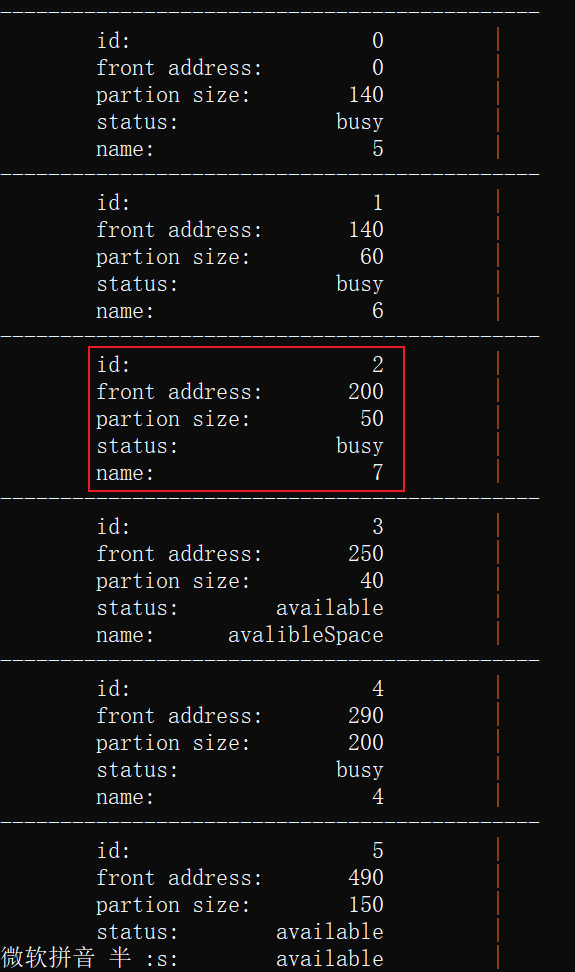 id: 0
front address: 0
partion size: 140
status: busy
name: 5
id: 1
front address: 140
partion size: 60
status: busy
name: 6
id: 2
front address: 200
partion size: 50
status: busy
name: 7
id: 3
front address: 250
partion size: 40
status: available
name: avalibleSpace
id: 4
front address: 290
partion size: 200
status: busy
name: 4
id: 5
front address: 490
partion size: 150
status: available
微软拼音 半 :s: available